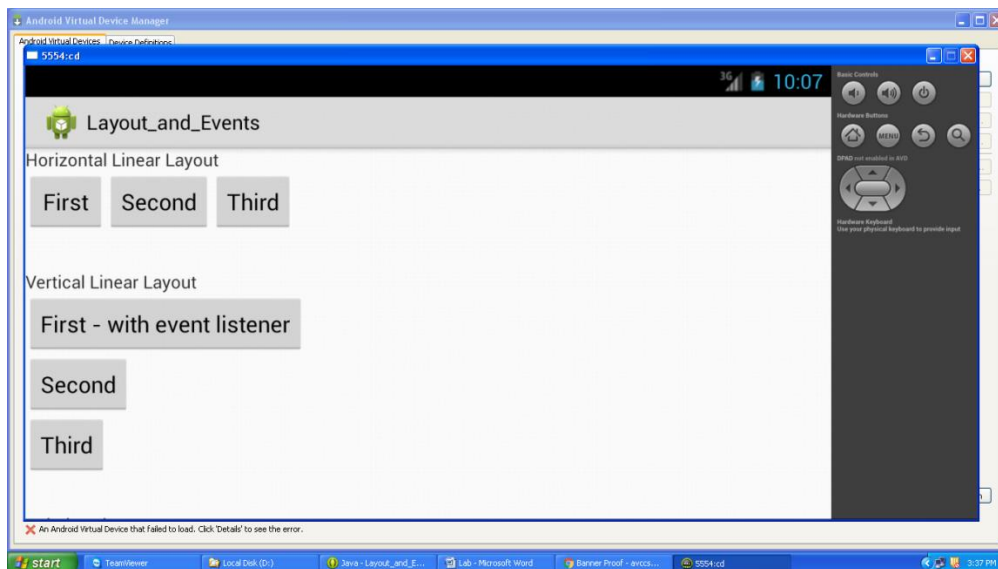 Android Virtual Device Manager
Android Virtual Devices Device Definitions
5554:cd
3G 10:07
Layout_and_Events
Horizontal Linear Layout
First Second Third
Vertical Linear Layout
First - with event listener
Second
Third
Basic Controls
Hardware Buttons
MENU
DPAD not enabled in AVD
Hardware Keyboard
Use your physical keyboard to provide input
An Android Virtual Device that failed to load. Click 'Details' to see the error.
start TeamViewer Local Disk (D:) Java - Layout_and_E... Lab - Microsoft Word Banner Proof - avccs... 5554:cd 3:37 PM